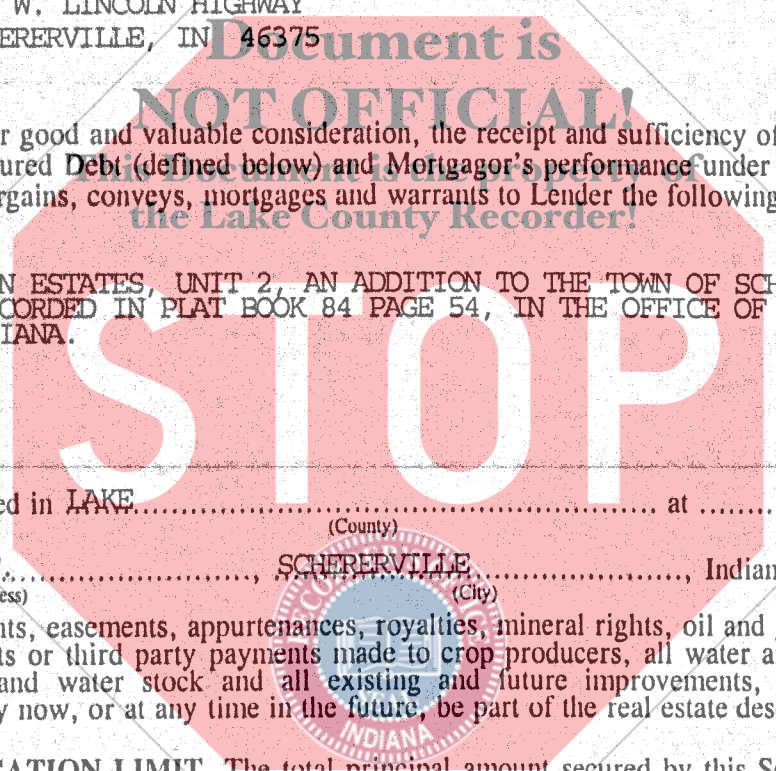 W. LINCOLN HIGHWAY
ERERVILLE, IN 46375
Document is
NOT OFFICIAL!
r good and valuable consideration, the receipt and sufficiency of
ured Debt (defined below) and Mortgagor's performance under
This Document is the property of
rgains, conveys, mortgages and warrants to Lender the following
the Lake County Recorder!
N ESTATES, UNIT 2, AN ADDITION TO THE TOWN OF SCH
CORDED IN PLAT BOOK 84 PAGE 54, IN THE OFFICE OF
IANA.
STOP
ed in LAKE at
(County)
, SCHERERVILLE , Indian
ess) (City)
nts, easements, appurtenances, royalties, mineral rights, oil and
ts or third party payments made to crop producers, all water a
and water stock and all existing and future improvements,
y now, or at any time in the future, be part of the real estate des
INDIANA
CATION LIMIT. The total principal amount secured by this S